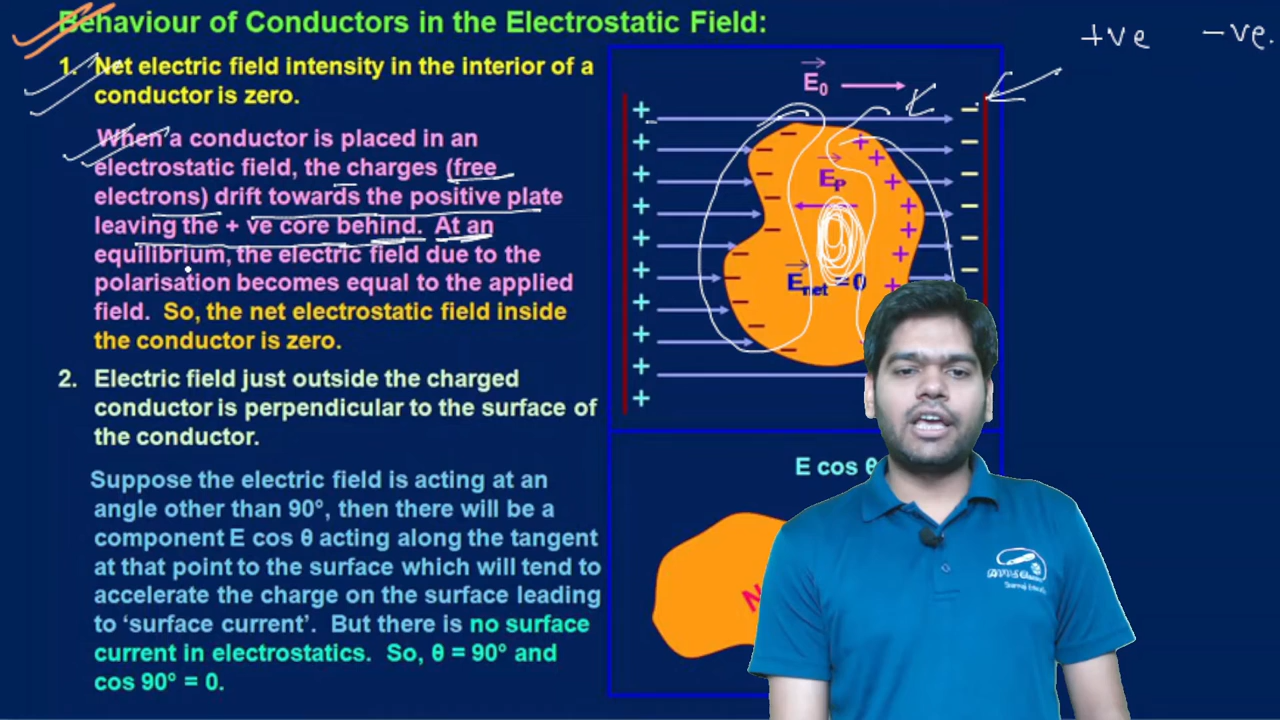 Behaviour of Conductors in the Electrostatic Field:
+ve -ve.
1. Net electric field intensity in the interior of a
conductor is zero.
When a conductor is placed in an
electrostatic field, the charges (free
electrons) drift towards the positive plate
leaving the + ve core behind. At an
equilibrium, the electric field due to the
polarisation becomes equal to the applied
field. So, the net electrostatic field inside
the conductor is zero.
E0
EP
Enet = 0
2. Electric field just outside the charged
conductor is perpendicular to the surface of
the conductor.
Suppose the electric field is acting at an
angle other than 90°, then there will be a
component E cos θ acting along the tangent
at that point to the surface which will tend to
accelerate the charge on the surface leading
to ‘surface current’. But there is no surface
current in electrostatics. So, θ = 90° and
cos 90° = 0.
E cos θ
N